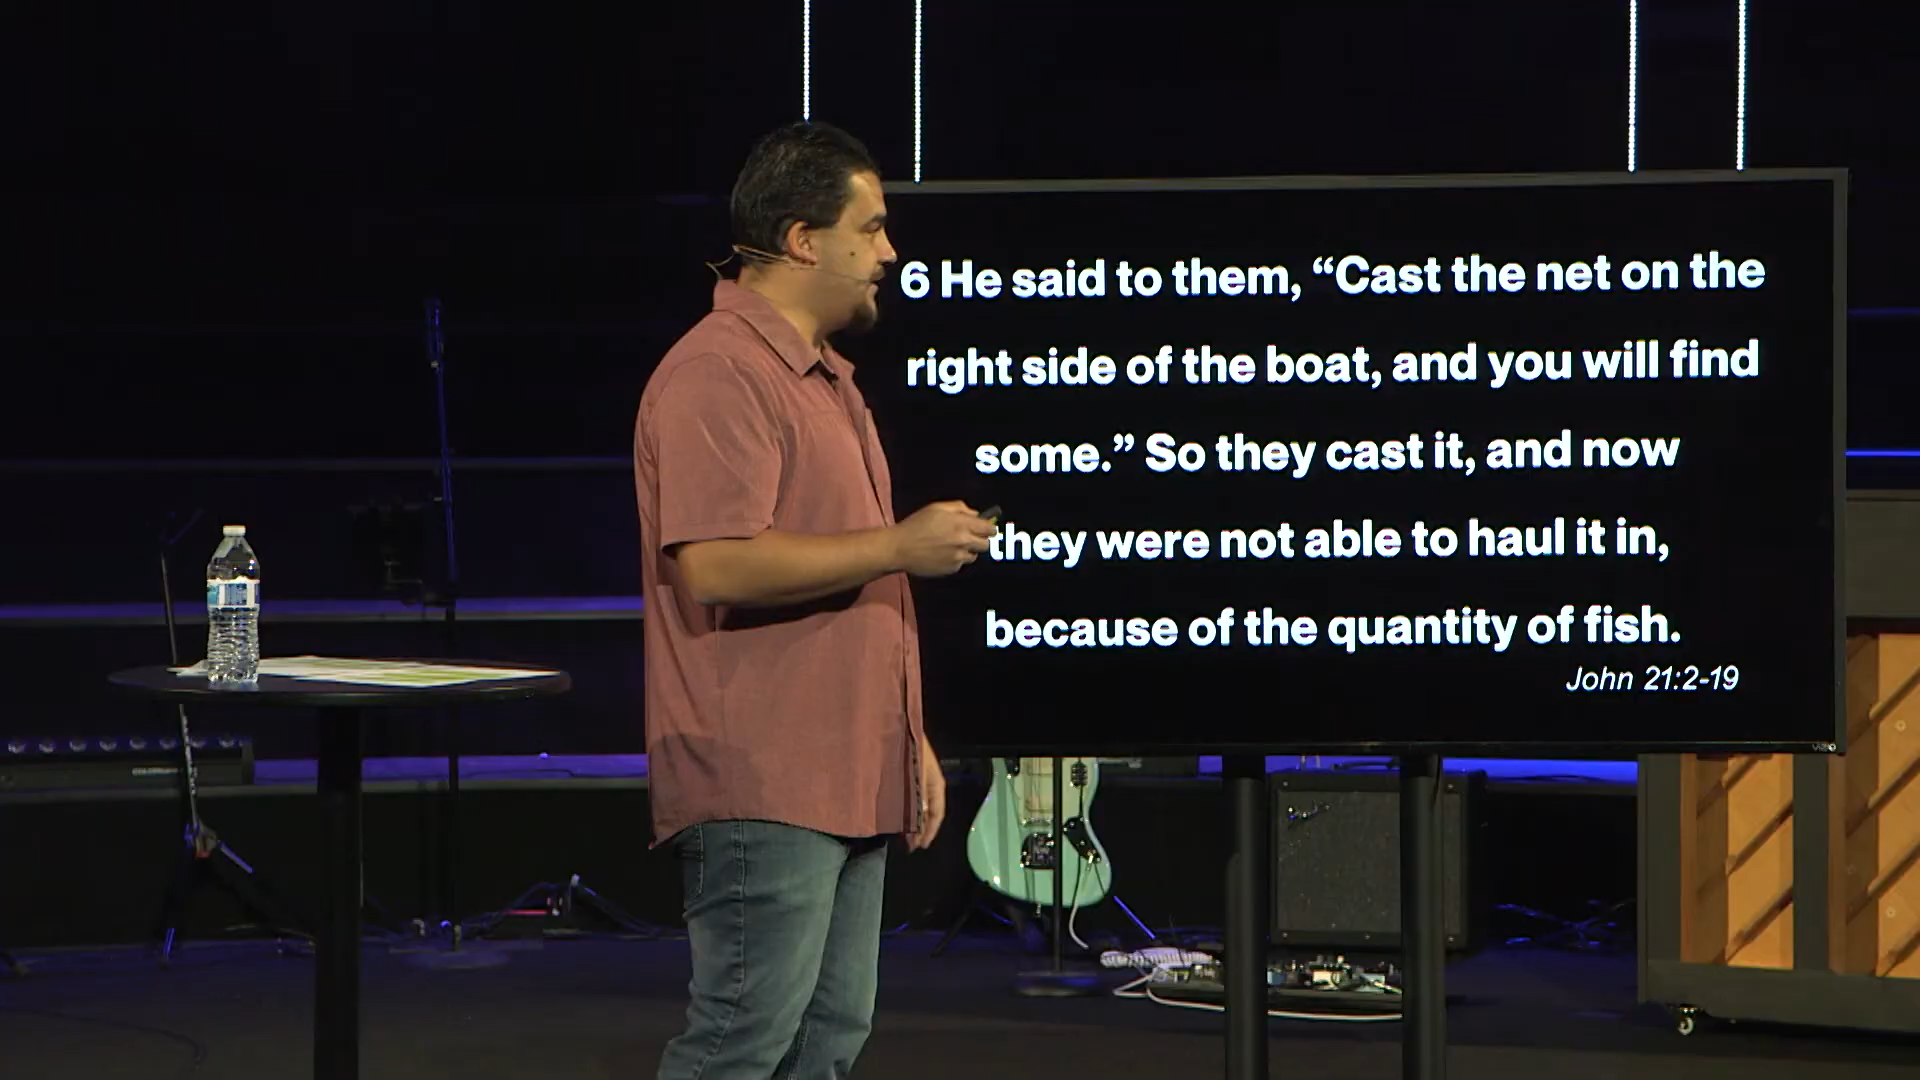 6 He said to them, “Cast the net on the
right side of the boat, and you will find
some.” So they cast it, and now
they were not able to haul it in,
because of the quantity of fish.
John 21:2-19
VIZIO
Fender